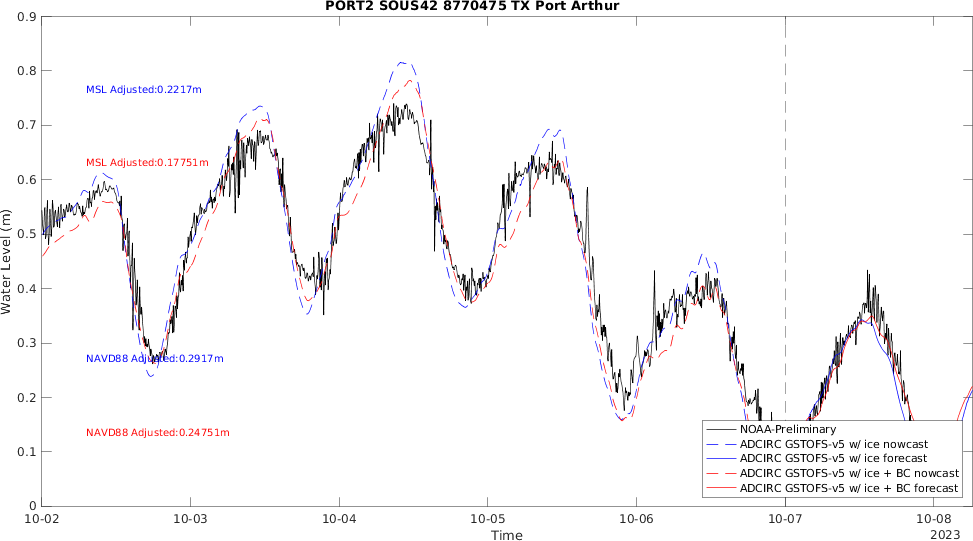 PORT2 SOUS42 8770475 TX Port Arthur
Water Level (m)
0.9
0.8
0.7
0.6
0.5
0.4
0.3
0.2
0.1
0
MSL Adjusted:0.2217m
MSL Adjusted:0.17751m
NAVD88 Adjusted:0.2917m
NAVD88 Adjusted:0.24751m
NOAA-Preliminary
ADCIRC GSTOFS-v5 w/ ice nowcast
ADCIRC GSTOFS-v5 w/ ice forecast
ADCIRC GSTOFS-v5 w/ ice + BC nowcast
ADCIRC GSTOFS-v5 w/ ice + BC forecast
10-02 10-03 10-04 10-05 10-06 10-07 10-08
2023
Time